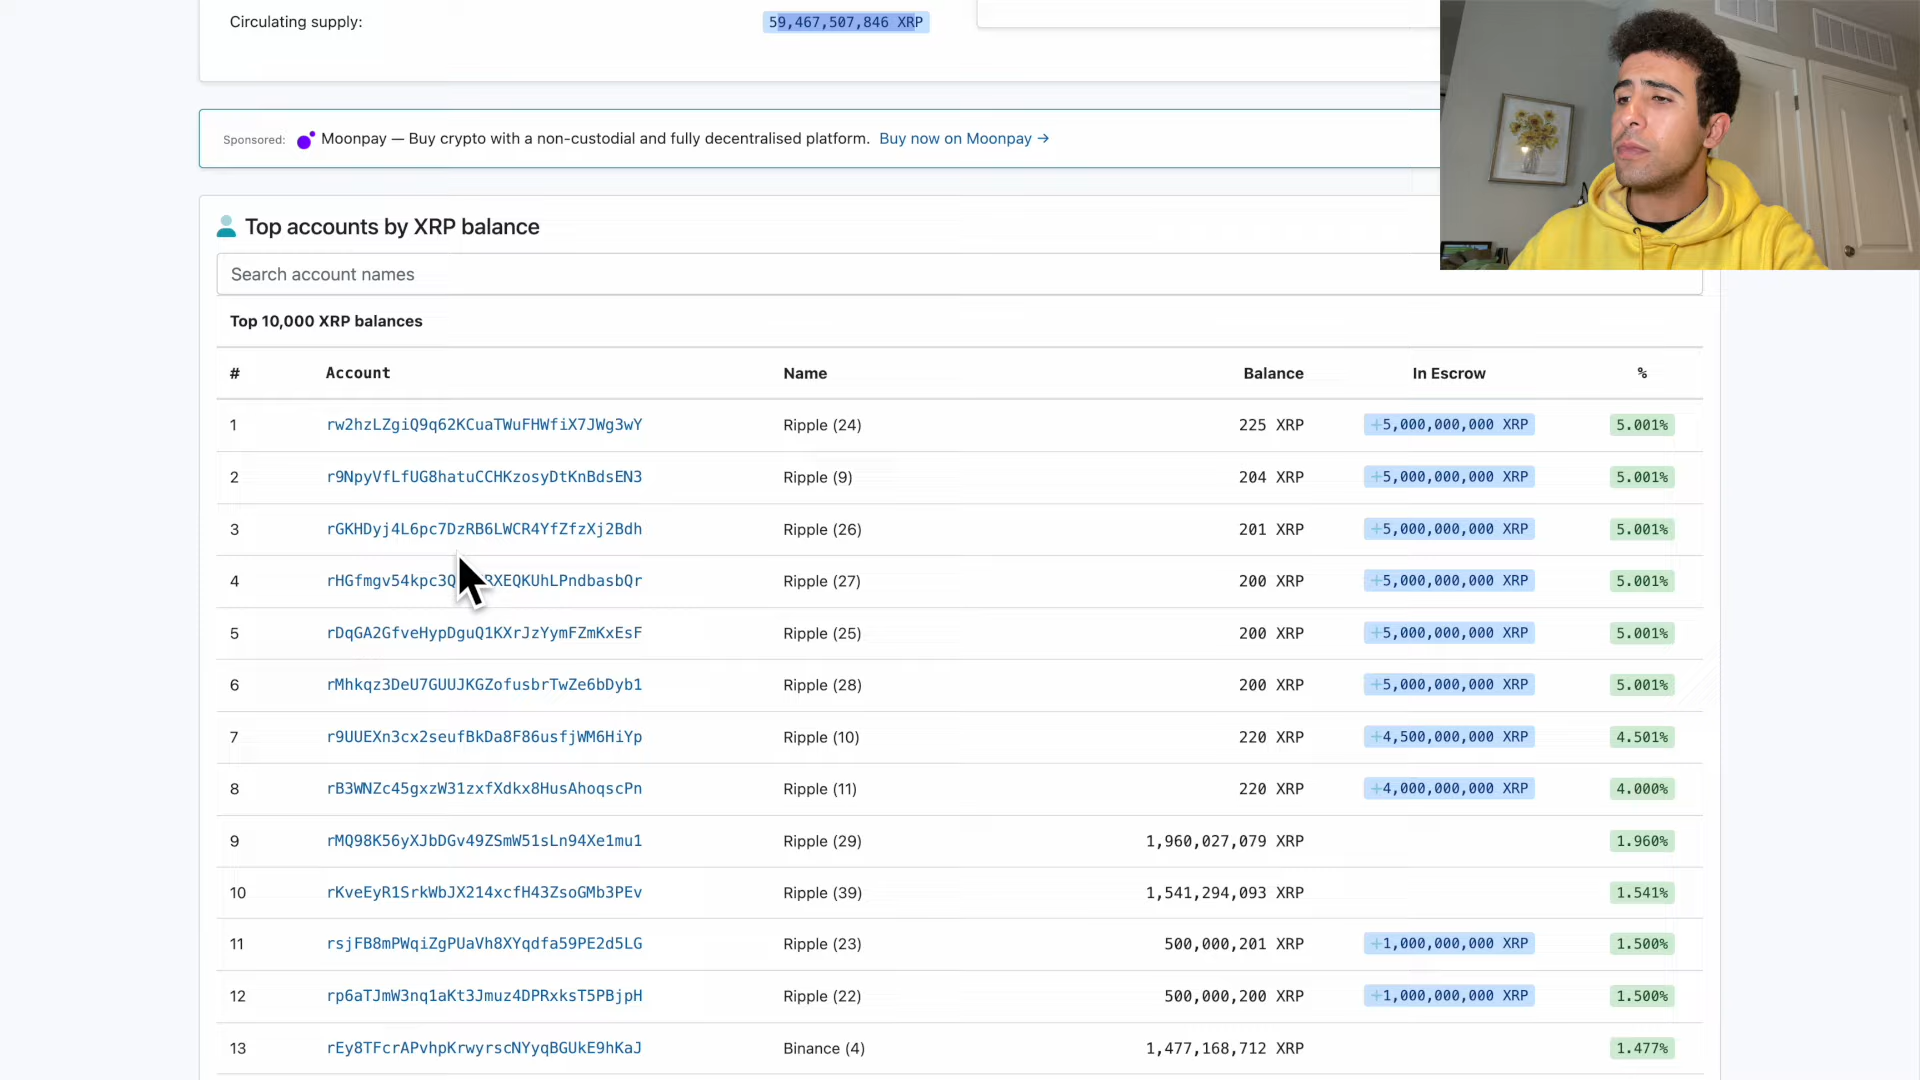 Circulating supply: 59,467,507,846 XRP
Sponsored: Moonpay — Buy crypto with a non-custodial and fully decentralised platform. Buy now on Moonpay →
Top accounts by XRP balance
Search account names
Top 10,000 XRP balances
# Account Name Balance In Escrow %
1 rw2hzLZgiQ9q62KCuaTWuFHWfiX7JWg3wY Ripple (24) 225 XRP +5,000,000,000 XRP 5.001%
2 r9NpyVfLfUG8hatuCCHKzosyDtKnBdsEN3 Ripple (9) 204 XRP +5,000,000,000 XRP 5.001%
3 rGKHDyj4L6pc7DzRB6LWCR4YfZfzXj2Bdh Ripple (26) 201 XRP +5,000,000,000 XRP 5.001%
4 Ripple (27) 200 XRP +5,000,000,000 XRP 5.001%
5 rDqGA2GfveHypDguQ1KXrJzYymFZmKxEsF Ripple (25) 200 XRP +5,000,000,000 XRP 5.001%
6 rMhkqz3DeU7GUUJKGZofusbrTwZe6bDyb1 Ripple (28) 200 XRP +5,000,000,000 XRP 5.001%
7 r9UUEXn3cx2seufBkDa8F86usfjWM6HiYp Ripple (10) 220 XRP +4,500,000,000 XRP 4.501%
8 rB3WNZc45gxzW31zxfXdkx8HusAhoqscPn Ripple (11) 220 XRP +4,000,000,000 XRP 4.000%
9 rMQ98K56yXJbDGv49ZSmW51sLn94Xe1mu1 Ripple (29) 1,960,027,079 XRP 1.960%
10 rKveEyR1SrkWbJX214xcfH43ZsoGMb3PEv Ripple (39) 1,541,294,093 XRP 1.541%
11 rsjFB8mPWqiZgPUaVh8XYqdfa59PE2d5LG Ripple (23) 500,000,201 XRP +1,000,000,000 XRP 1.500%
12 rp6aTJmW3nq1aKt3Jmuz4DPRxksT5PBjpH Ripple (22) 500,000,200 XRP +1,000,000,000 XRP 1.500%
13 rEy8TFcrAPvhpKrwyrscNYyqBGUkE9hKaJ Binance (4) 1,477,168,712 XRP 1.477%